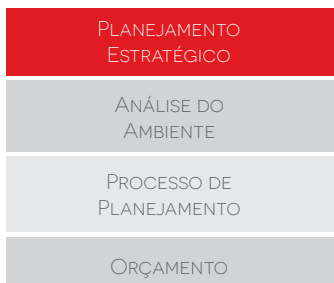 PLANEJAMENTO
ESTRATÉGICO
ANÁLISE DO
AMBIENTE
PROCESSO DE
PLANEJAMENTO
ORÇAMENTO